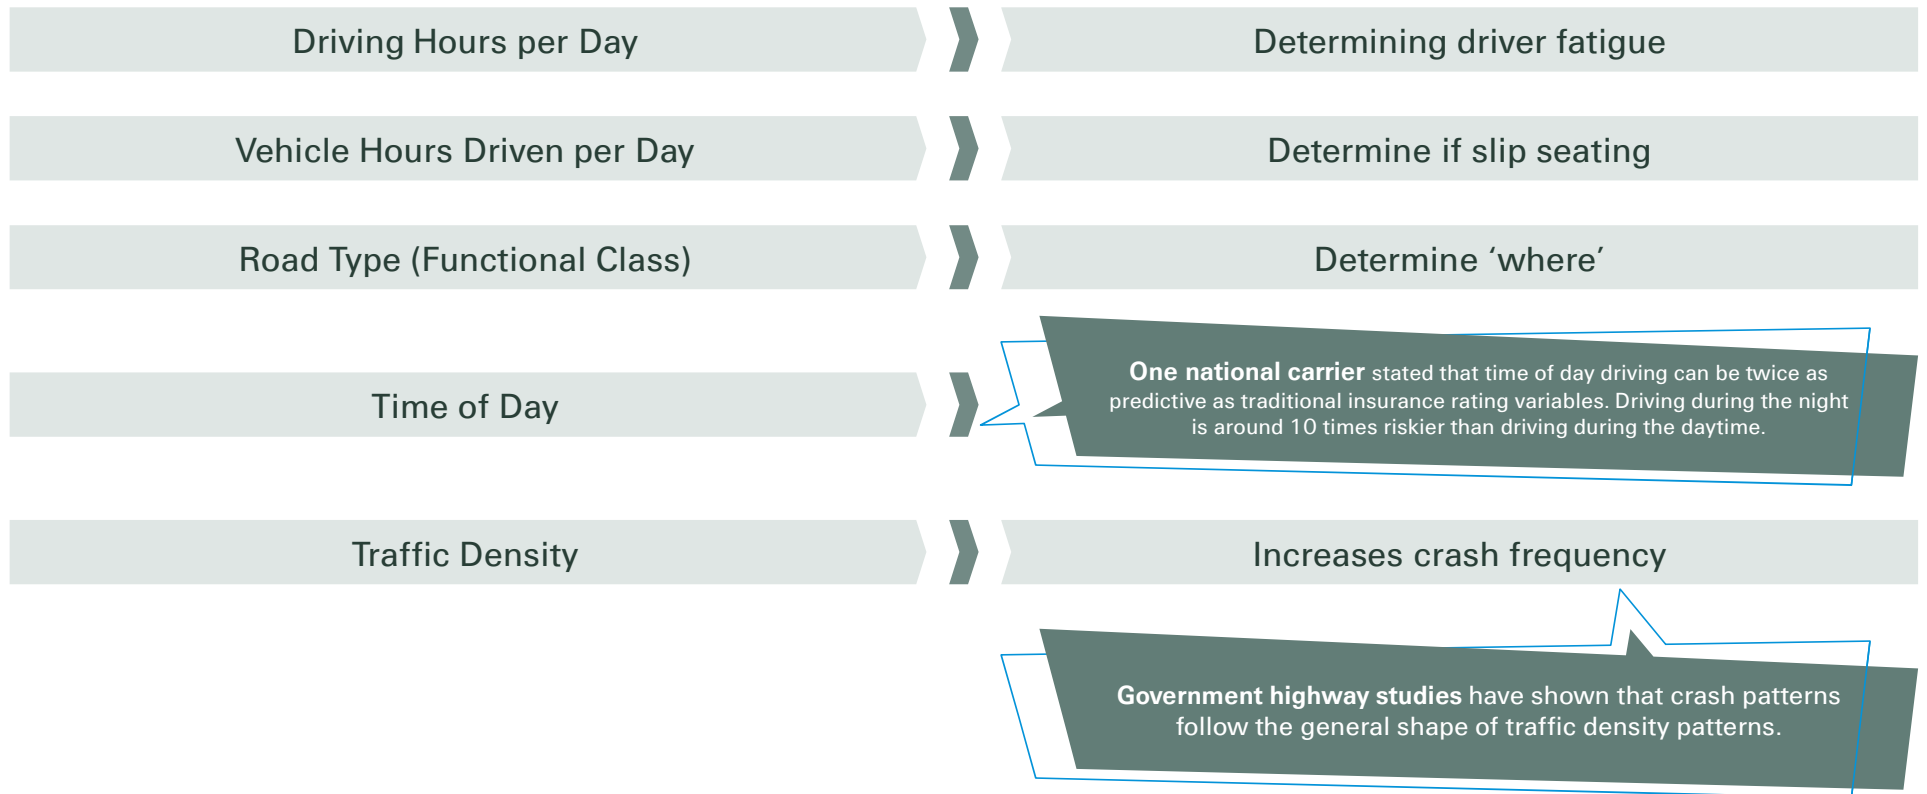 Driving Hours per Day
Determining driver fatigue
Vehicle Hours Driven per Day
Determine if slip seating
Road Type (Functional Class)
Determine ‘where’
Time of Day
One national carrier stated that time of day driving can be twice as
predictive as traditional insurance rating variables. Driving during the night
is around 10 times riskier than driving during the daytime.
Traffic Density
Increases crash frequency
Government highway studies have shown that crash patterns
follow the general shape of traffic density patterns.